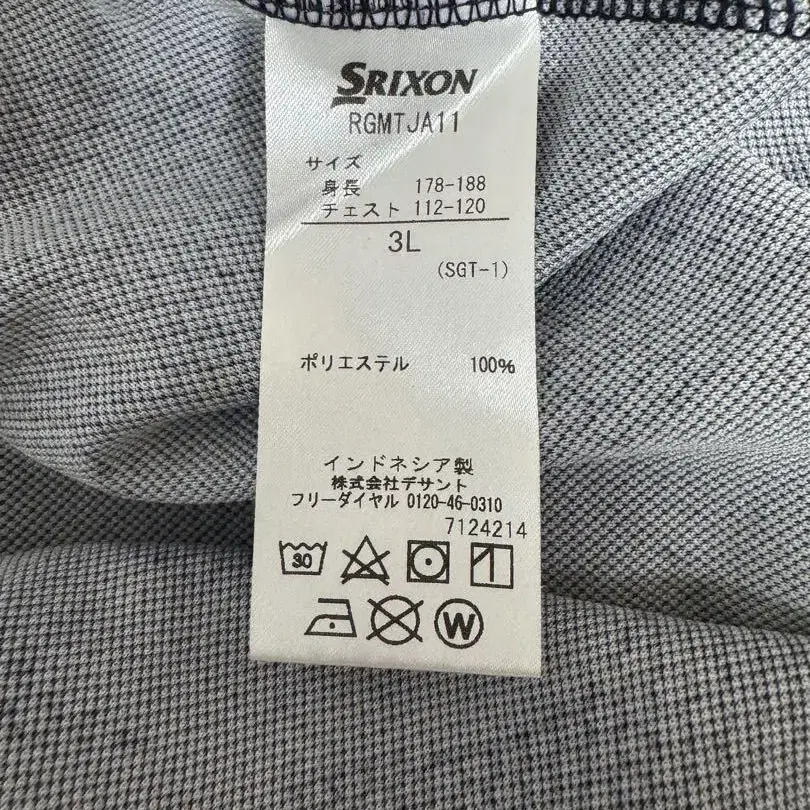 SRIXON
RGMTJA11
サイズ
身長 178-188
チェスト 112-120
3L
(SGT-1)
ポリエステル 100%
インドネシア製
株式会社デサント
フリーダイヤル 0120-46-0310
7124214
30
W